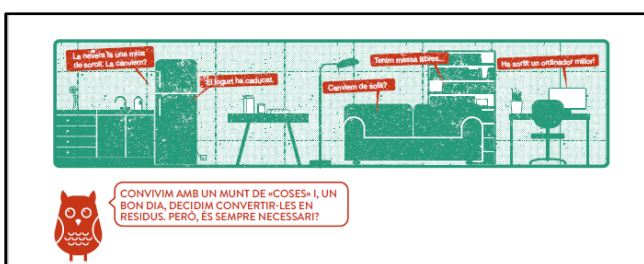 La nevera fa una mica
de soroll. La canviem?
El iogurt ha caducat.
Canviem de sofà?
Tenim massa llibres...
Ha sortit un ordinador millor!
CONVIVIM AMB UN MUNT DE «COSES» I, UN
BON DIA, DECIDIM CONVERTIR-LES EN
RESIDUS. PERÒ, ÉS SEMPRE NECESSARI?